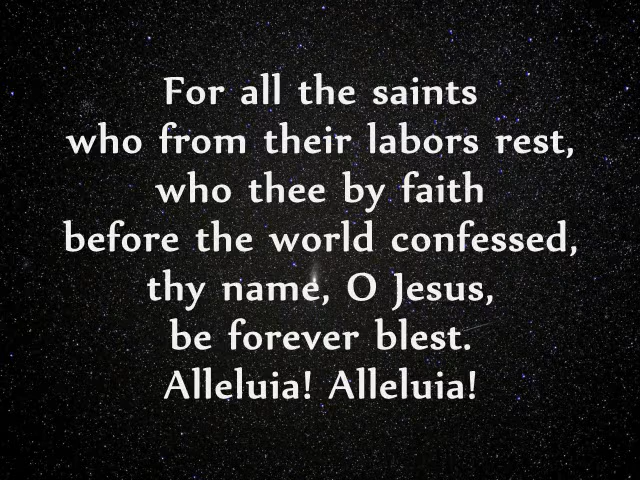 For all the saints
who from their labors rest,
who thee by faith
before the world confessed,
thy name, O Jesus,
be forever blest.
Alleluia! Alleluia!